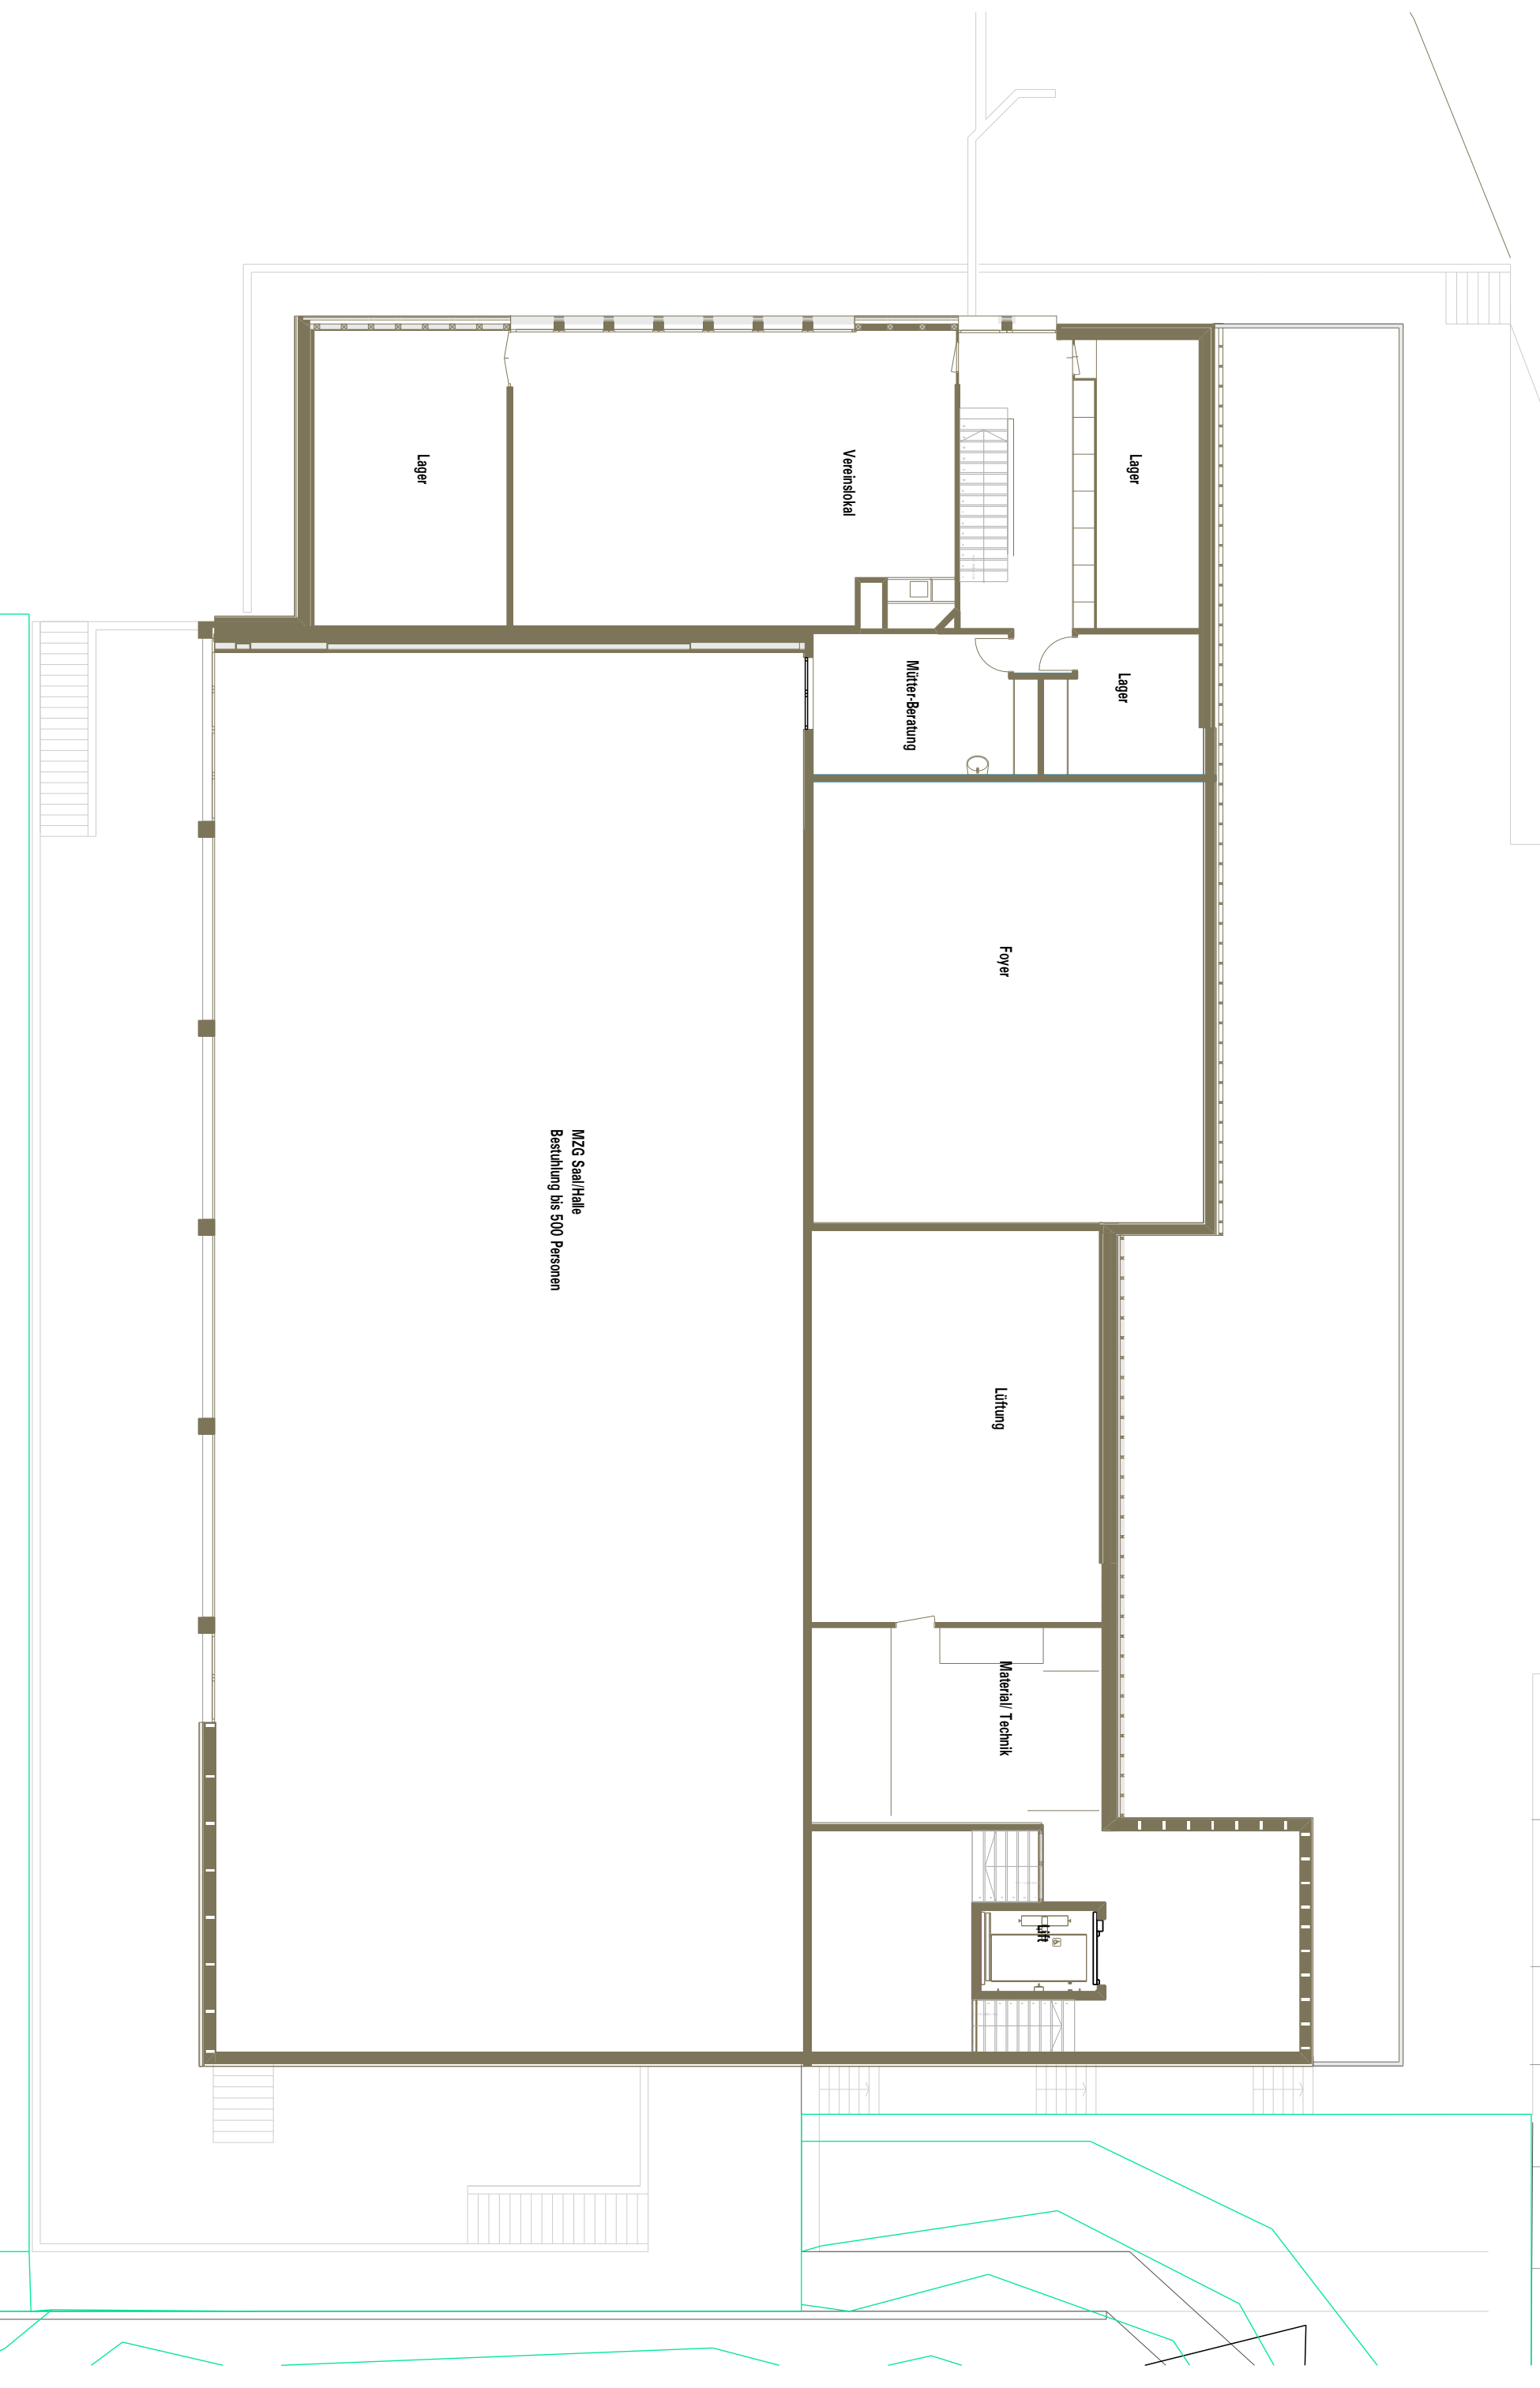 Lager
Vereinslokal
Lager
Mütter-Beratung
Lager
Foyer
MZG Saal/Halle
Bestuhlung bis 500 Personen
Lüftung
Material/ Technik
Lift